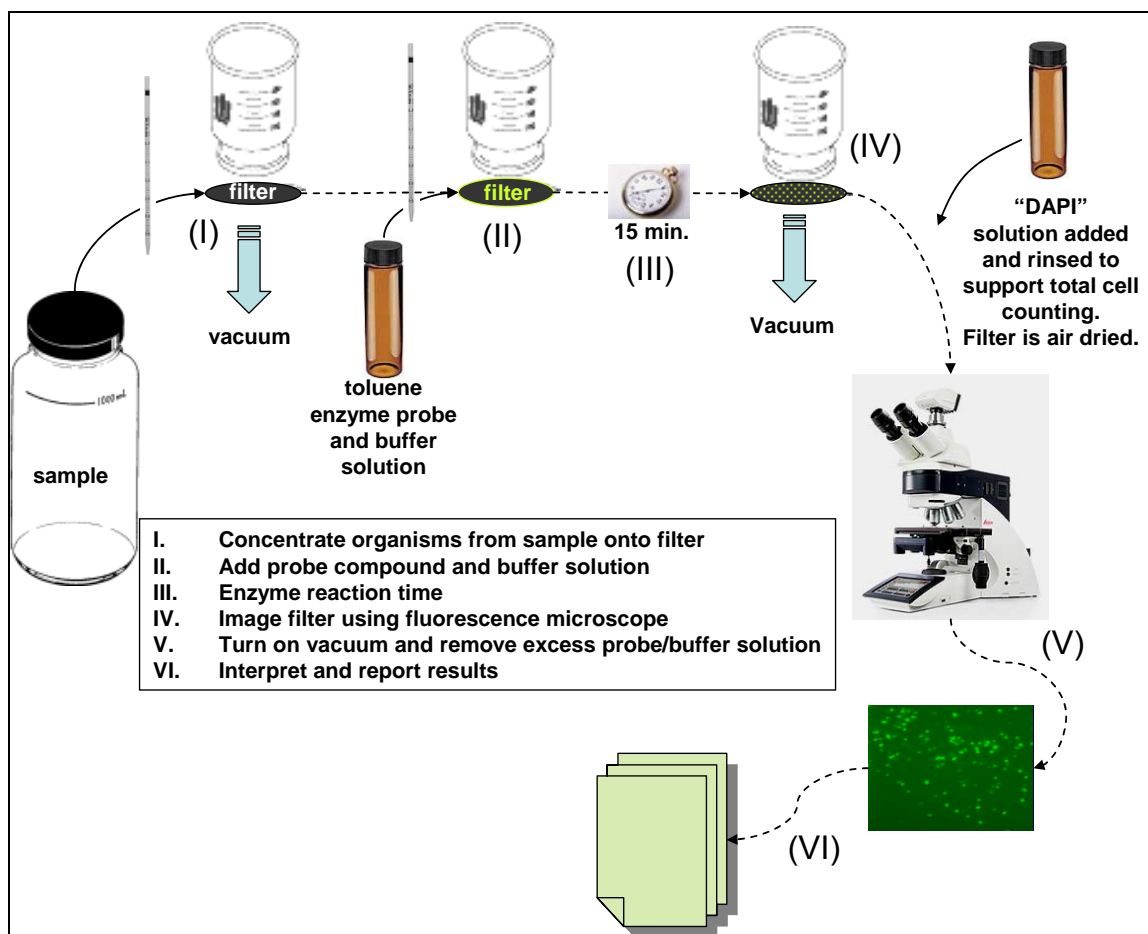 filter
(I)
vacuum
1000 mL
sample
toluene
enzyme probe
and buffer
solution
filter
(II)
15 min.
(III)
(IV)
Vacuum
“DAPI”
solution added
and rinsed to
support total cell
counting.
Filter is air dried.
I. Concentrate organisms from sample onto filter
II. Add probe compound and buffer solution
III. Enzyme reaction time
IV. Image filter using fluorescence microscope
V. Turn on vacuum and remove excess probe/buffer solution
VI. Interpret and report results
(V)
(VI)